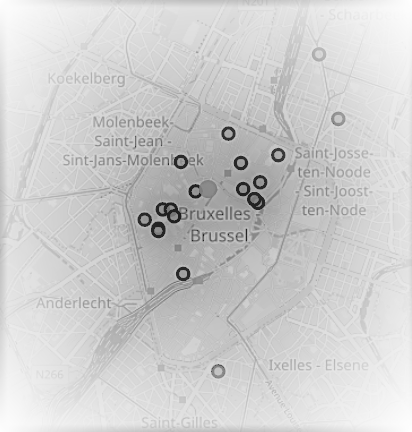 Schaar
Koekelberg
Molenbeek-
Saint-Jean -
Sint-Jans-Molenbeek
Saint-Josse-
ten-Noode
- Sint-Joost-
ten-Node
Bruxelles -
Brussel
Anderlecht
Ixelles - Elsene
N266
Saint-Gilles